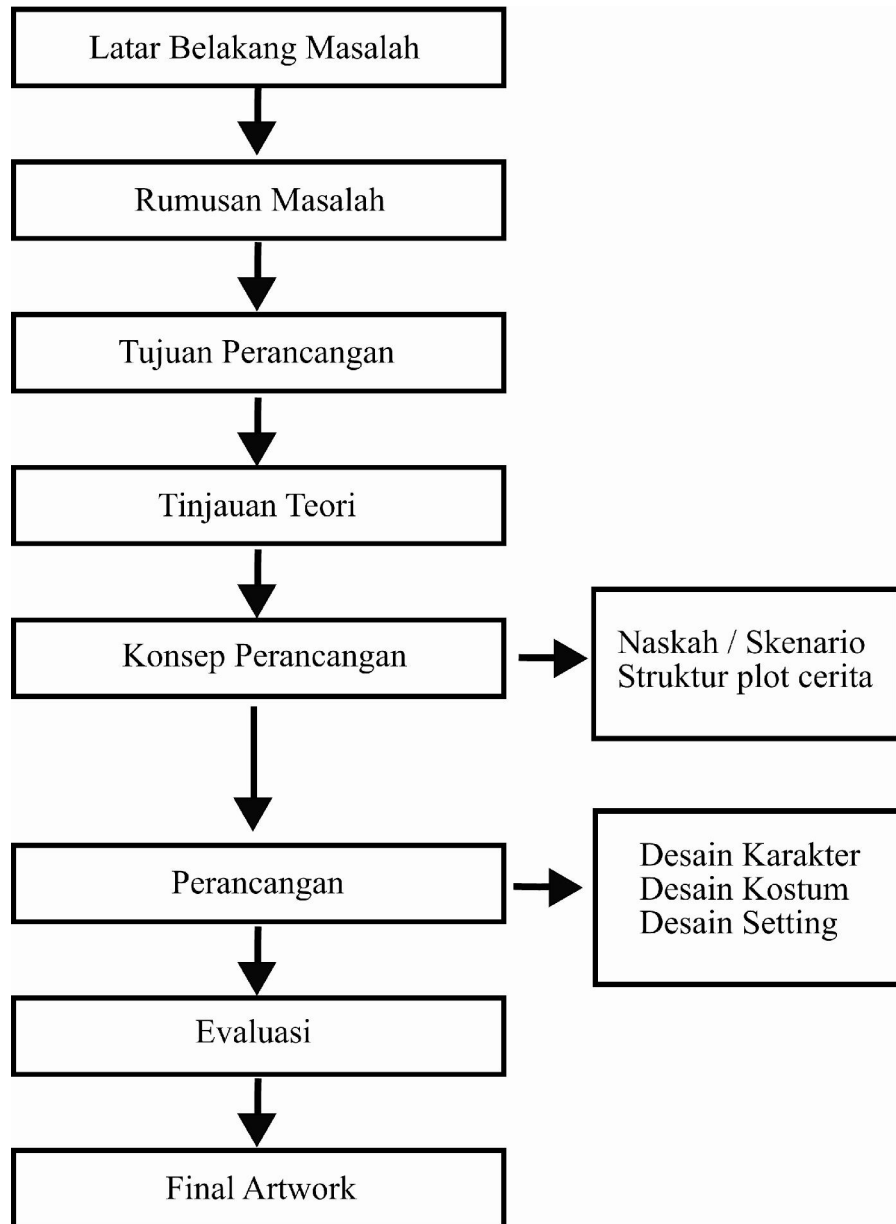 Latar Belakang Masalah
Rumusan Masalah
Tujuan Perancangan
Tinjauan Teori
Konsep Perancangan
Naskah / Skenario
Struktur plot cerita
Perancangan
Desain Karakter
Desain Kostum
Desain Setting
Evaluasi
Final Artwork